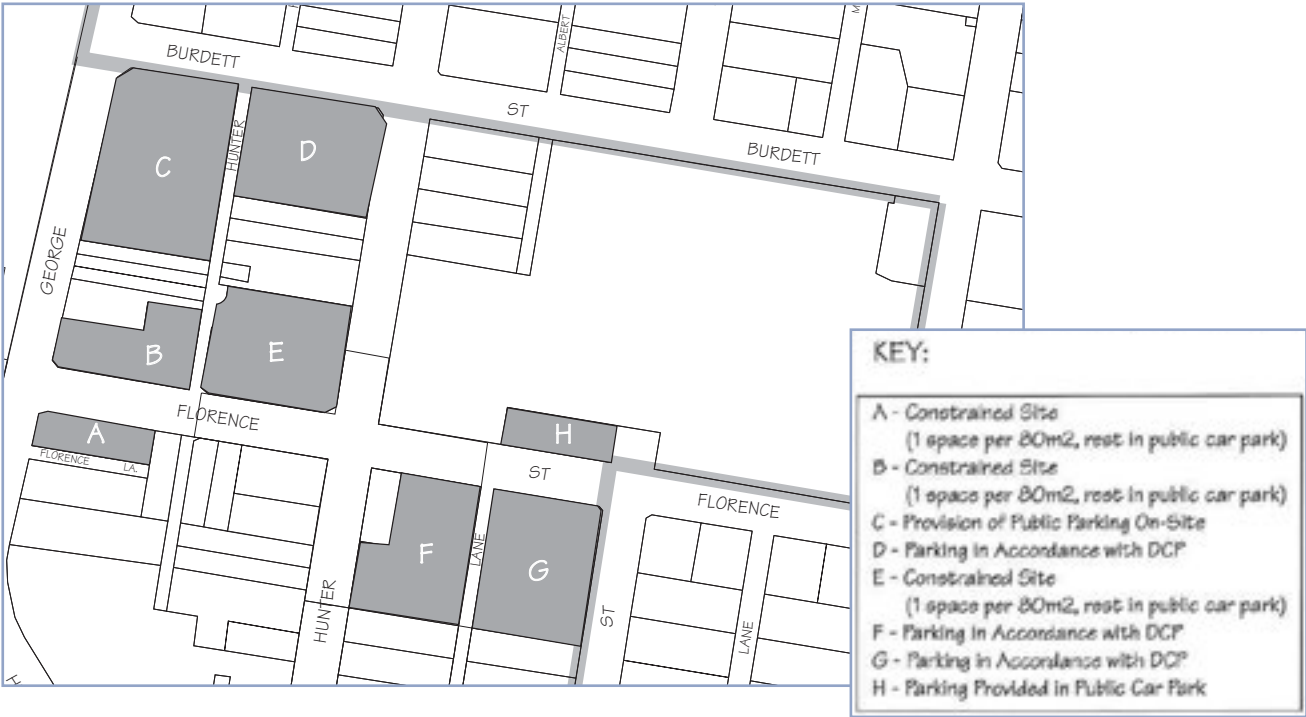 BURDETT
ALBERT
M
ST
BURDETT
HUNTER
C
D
GEORGE
B
E
FLORENCE
A
FLORENCE LA.
H
ST
FLORENCE
F
LANE
G
HUNTER
ST
LANE
H
KEY:
A - Constrained Site
(1 space per 80m2, rest in public car park)
B - Constrained Site
(1 space per 80m2, rest in public car park)
C - Provision of Public Parking On-Site
D - Parking in Accordance with DCP
E - Constrained Site
(1 space per 80m2, rest in public car park)
F - Parking in Accordance with DCP
G - Parking in Accordance with DCP
H - Parking Provided in Public Car Park